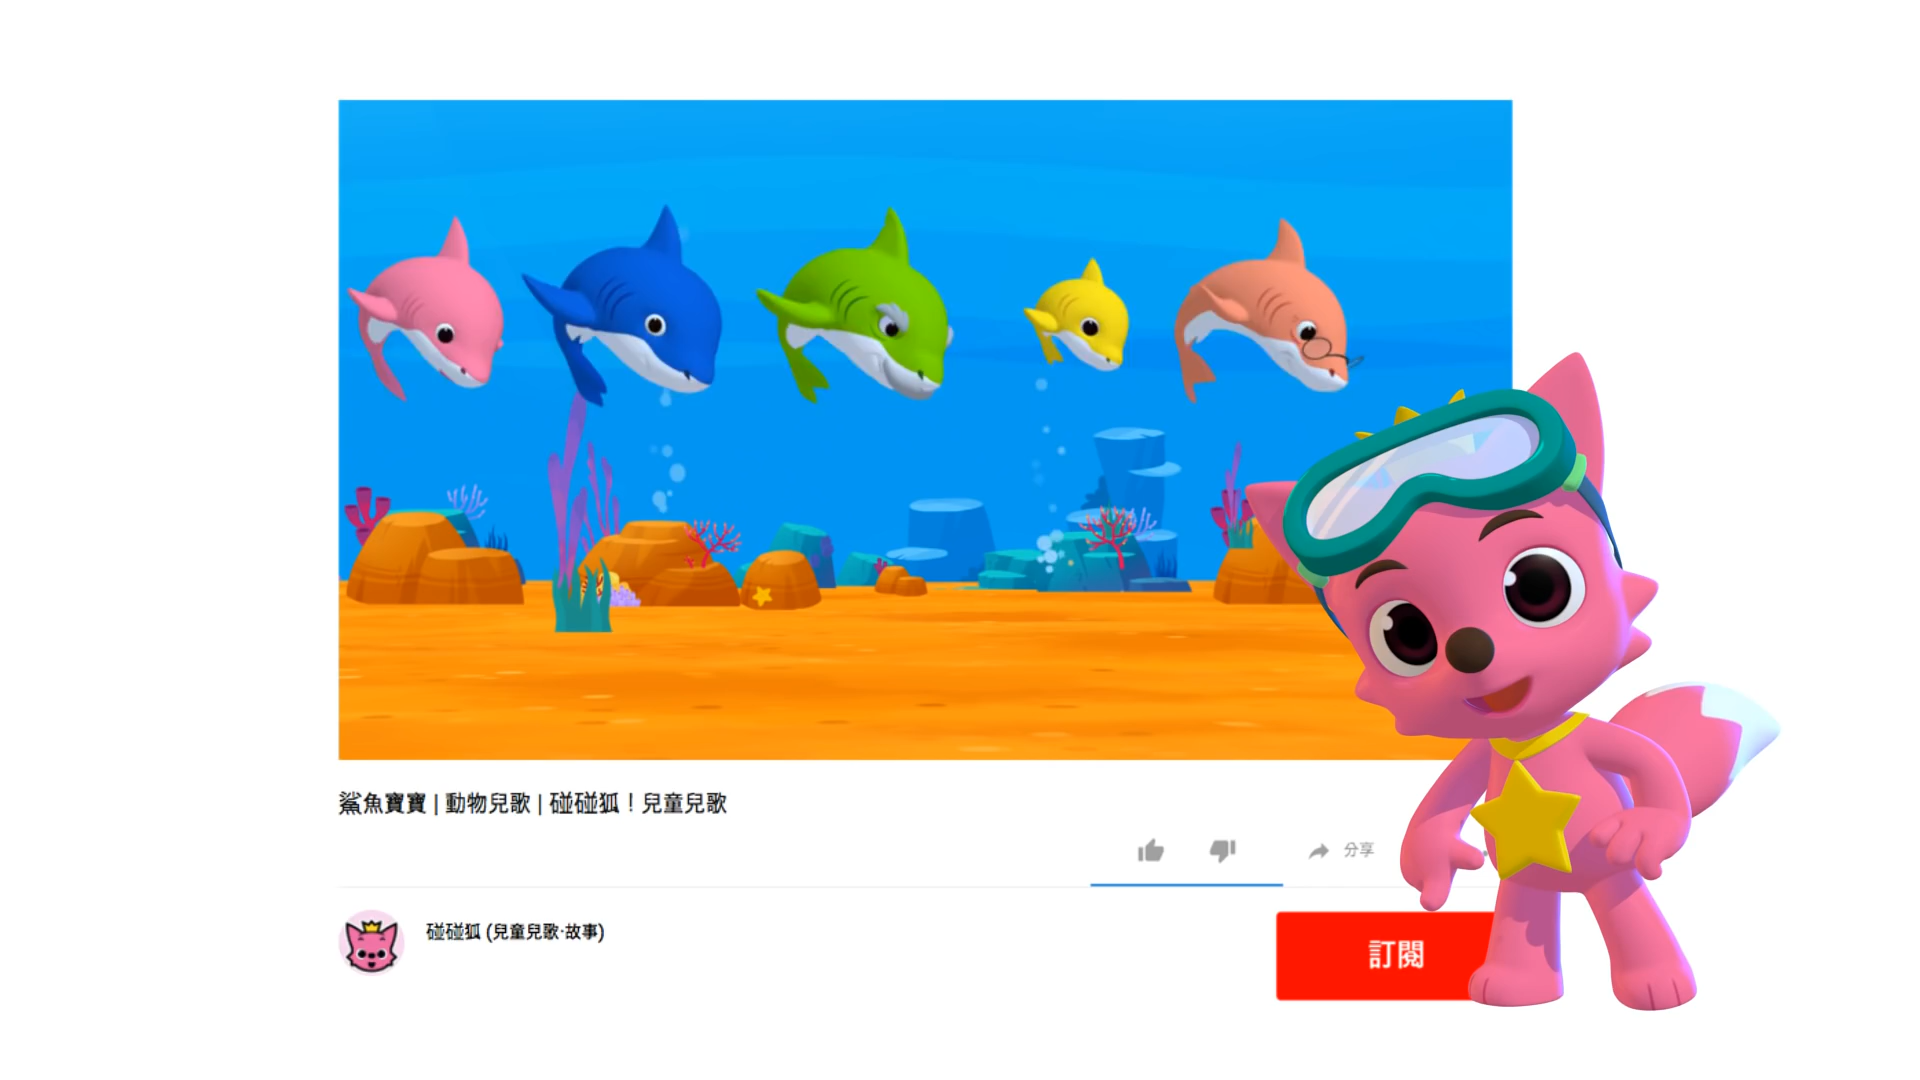 鯊魚寶寶 | 動物兒歌 | 碰碰狐！兒童兒歌
分享
碰碰狐 (兒童兒歌·故事)
訂閱